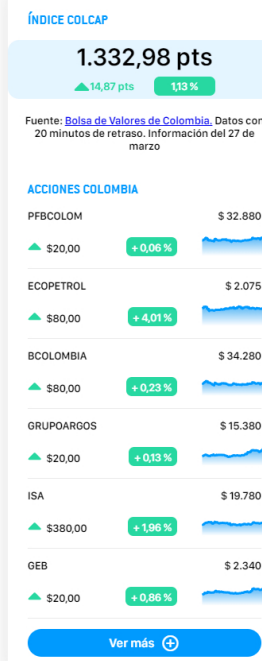 ÍNDICE COLCAP
1.332,98 pts
14,87 pts 1,13 %
Fuente: Bolsa de Valores de Colombia. Datos con
20 minutos de retraso. Información del 27 de
marzo
ACCIONES COLOMBIA
PFBCOLOM $ 32.880
$20,00 + 0,06 %
ECOPETROL $ 2.075
$80,00 + 4,01 %
BCOLOMBIA $ 34.280
$80,00 + 0,23 %
GRUPOARGOS $ 15.380
$20,00 + 0,13 %
ISA $ 19.780
$380,00 + 1,96 %
GEB $ 2.340
$20,00 + 0,86 %
Ver más